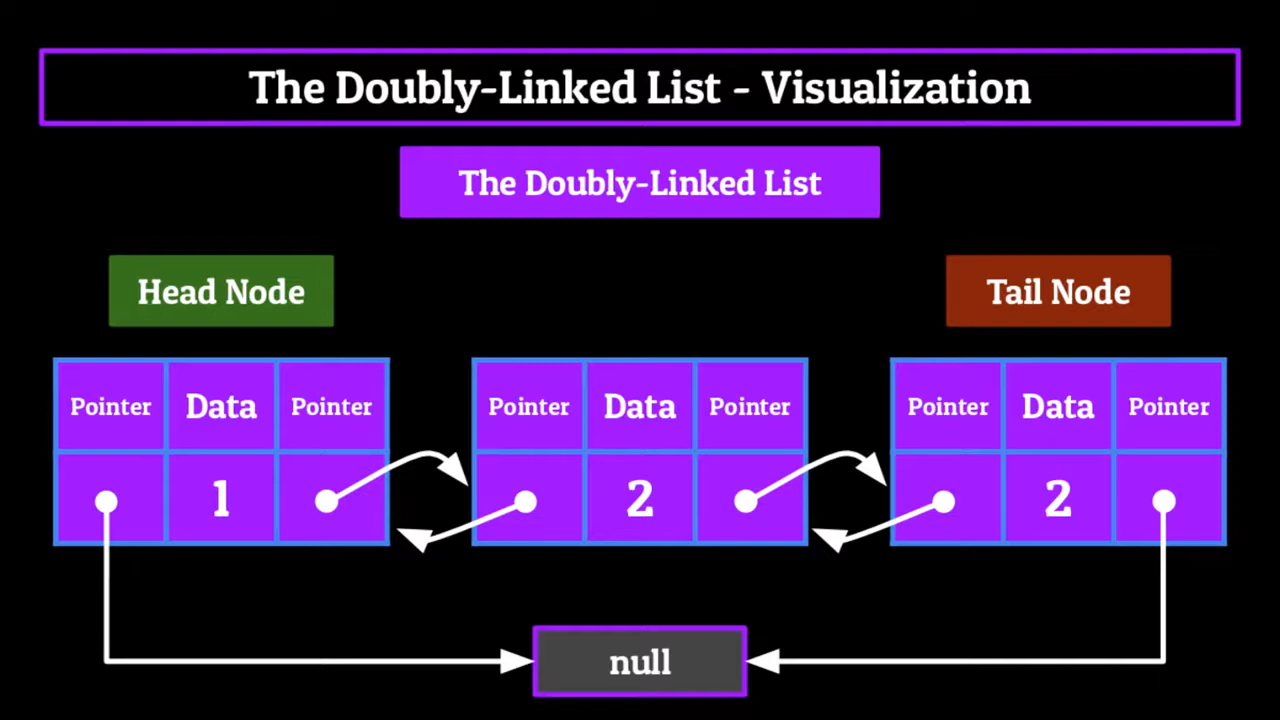 The Doubly-Linked List - Visualization
The Doubly-Linked List
Head Node
Tail Node
Pointer Data Pointer
Pointer Data Pointer
Pointer Data Pointer
1
2
2
null